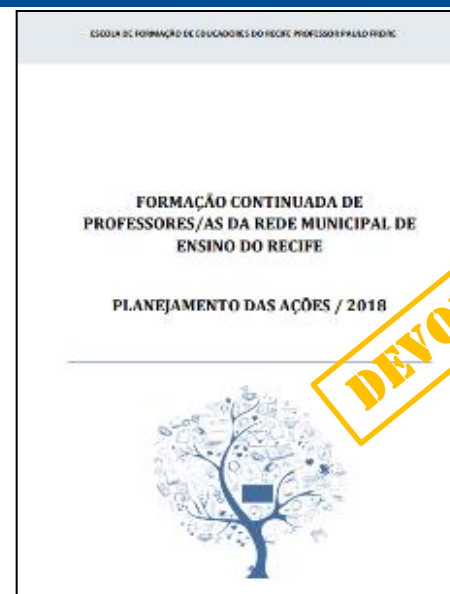 ESCOLA DE FORMAÇÃO DE EDUCADORES DO RECIFE PROFESSOR PAULO FREIRE
FORMAÇÃO CONTINUADA DE
PROFESSORES/AS DA REDE MUNICIPAL DE
ENSINO DO RECIFE
PLANEJAMENTO DAS AÇÕES / 2018
DEVO